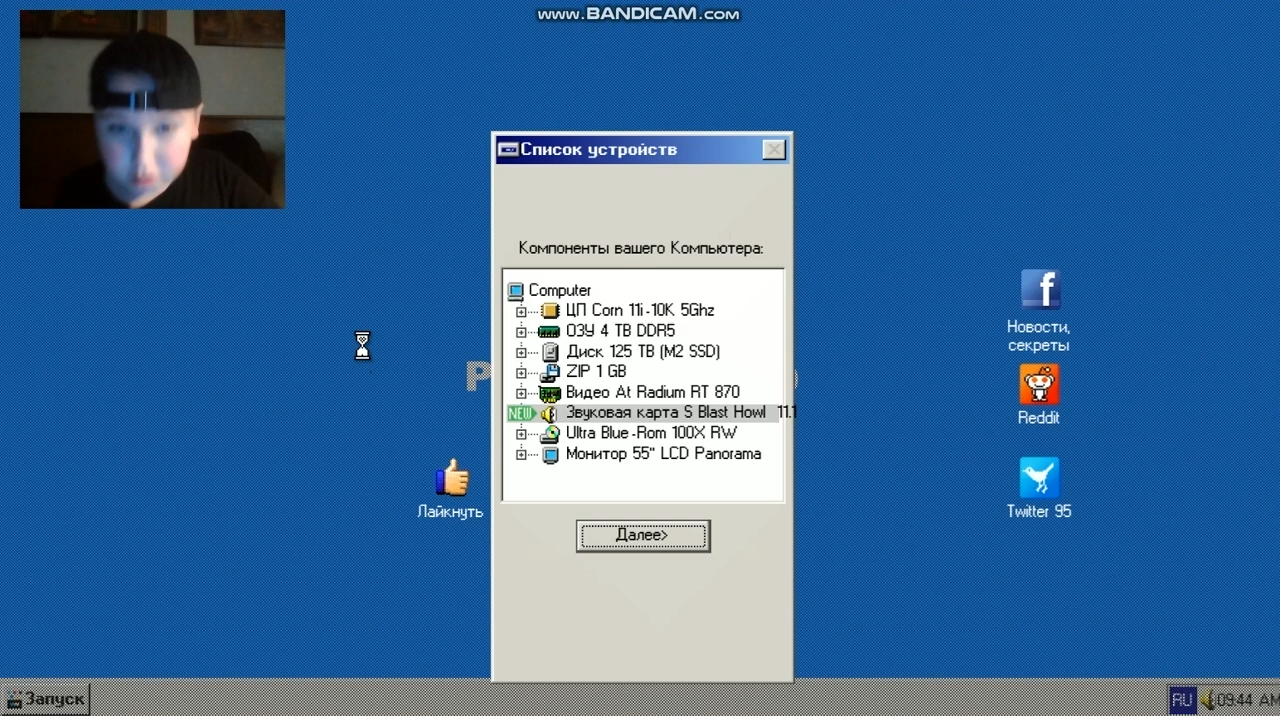 www.BANDICAM.com
Список устройств
Компоненты вашего Компьютера:
Computer
ЦП Corn 11i-10K 5Ghz
ОЗУ 4 TB DDR5
Диск 125 TB (M2 SSD)
ZIP 1 GB
Видео At Radium RT 870
NEW Звуковая карта S Blast Howl 11.1
Ultra Blue-Rom 100X RW
Монитор 55" LCD Panorama
Далее>
P
Лайкнуть
f
Новости,
секреты
Reddit
Twitter 95
Запуск
RU 09:44 AM